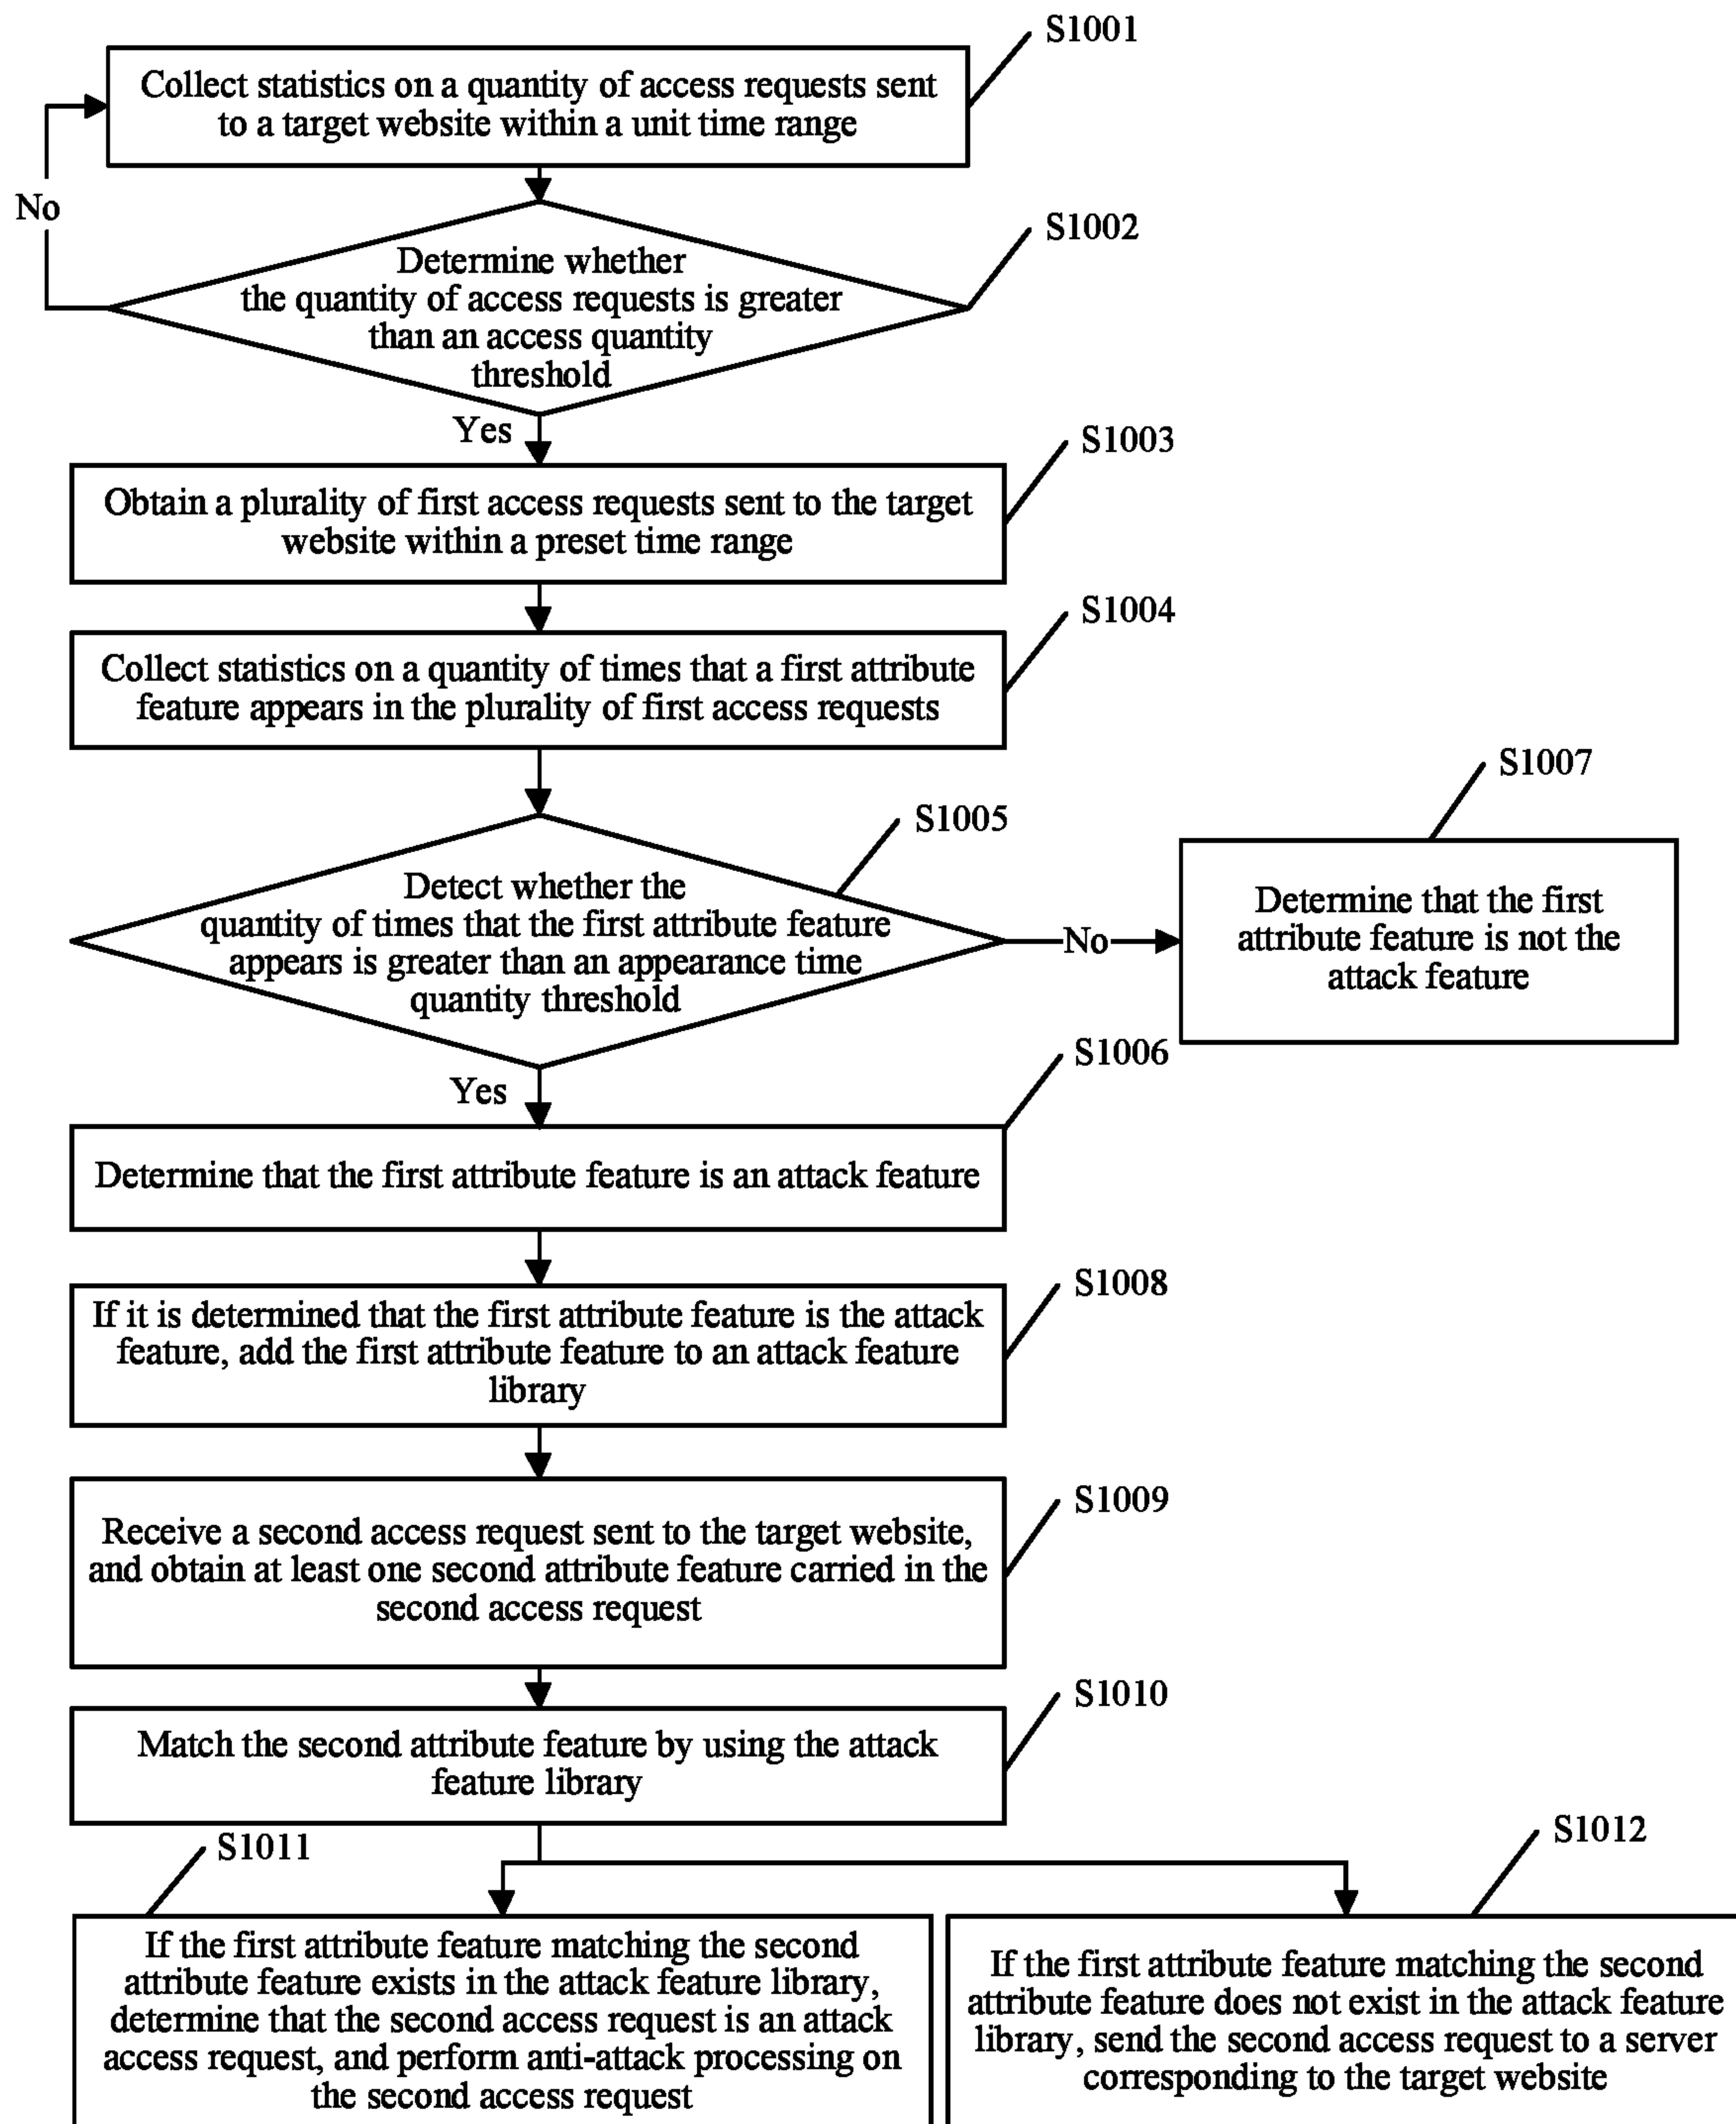 S1001
Collect statistics on a quantity of access requests sent
to a target website within a unit time range
No
S1002
Determine whether
the quantity of access requests is greater
than an access quantity
threshold
Yes
S1003
Obtain a plurality of first access requests sent to the target
website within a preset time range
S1004
Collect statistics on a quantity of times that a first attribute
feature appears in the plurality of first access requests
S1005
Detect whether the
quantity of times that the first attribute feature
appears is greater than an appearance time
quantity threshold
No
S1007
Determine that the first
attribute feature is not the
attack feature
Yes
S1006
Determine that the first attribute feature is an attack feature
S1008
If it is determined that the first attribute feature is the attack
feature, add the first attribute feature to an attack feature
library
S1009
Receive a second access request sent to the target website,
and obtain at least one second attribute feature carried in the
second access request
S1010
Match the second attribute feature by using the attack
feature library
S1011
If the first attribute feature matching the second
attribute feature exists in the attack feature library,
determine that the second access request is an attack
access request, and perform anti-attack processing on
the second access request
S1012
If the first attribute feature matching the second
attribute feature does not exist in the attack feature
library, send the second access request to a server
corresponding to the target website